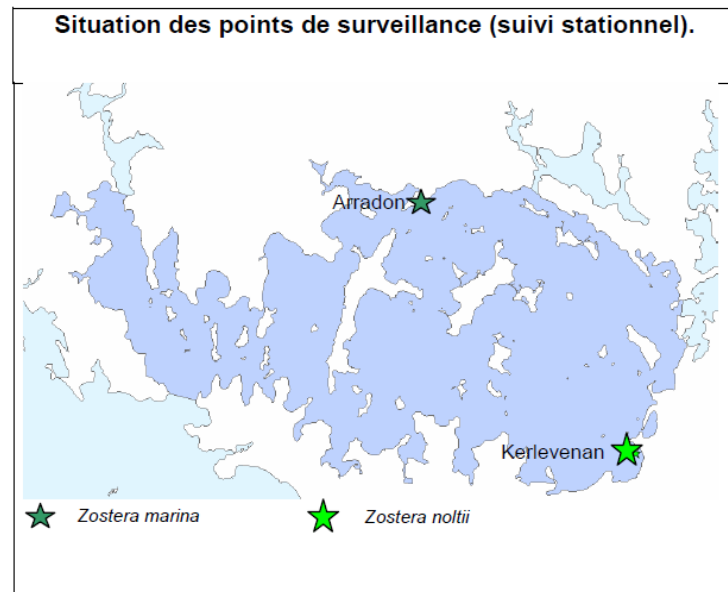 Situation des points de surveillance (suivi stationnel).
Arradon
Kerlevenan
Zostera marina
Zostera noltii